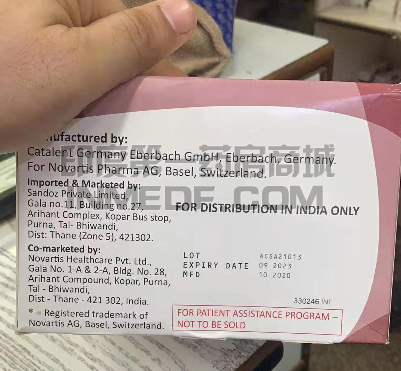 Manufactured by:
Catalent Germany Eberbach GmbH, Eberbach, Germany.
For Novartis Pharma AG, Basel, Switzerland.
Imported & Marketed by:
Sandoz Private Limited,
Gala no.11, Building no.27,
Arihant Complex, Kopar Bus stop,
Purna, Tal- Bhiwandi,
Dist: Thane (Zone 5), 421302.
FOR DISTRIBUTION IN INDIA ONLY
Co-marketed by:
Novartis Healthcare Pvt. Ltd.,
Gala No. 1-A & 2-A, Bldg. No. 28,
Arihant Compound, Kopar, Purna,
Tal - Bhiwandi,
Dist - Thane - 421 302, India.
* = Registered trademark of
Novartis AG, Basel, Switzerland.
LOT
EXPIRY DATE 09 2023
MFD 10 2020
330246 IN
FOR PATIENT ASSISTANCE PROGRAM –
NOT TO BE SOLD